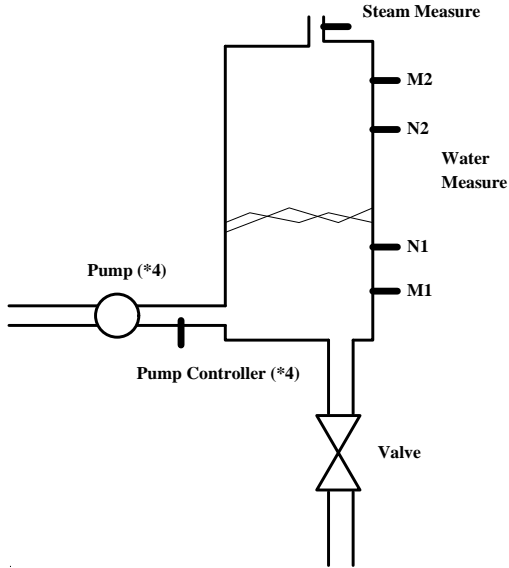 Steam Measure
M2
N2
Water
Measure
N1
Pump (*4)
M1
Pump Controller (*4)
Valve